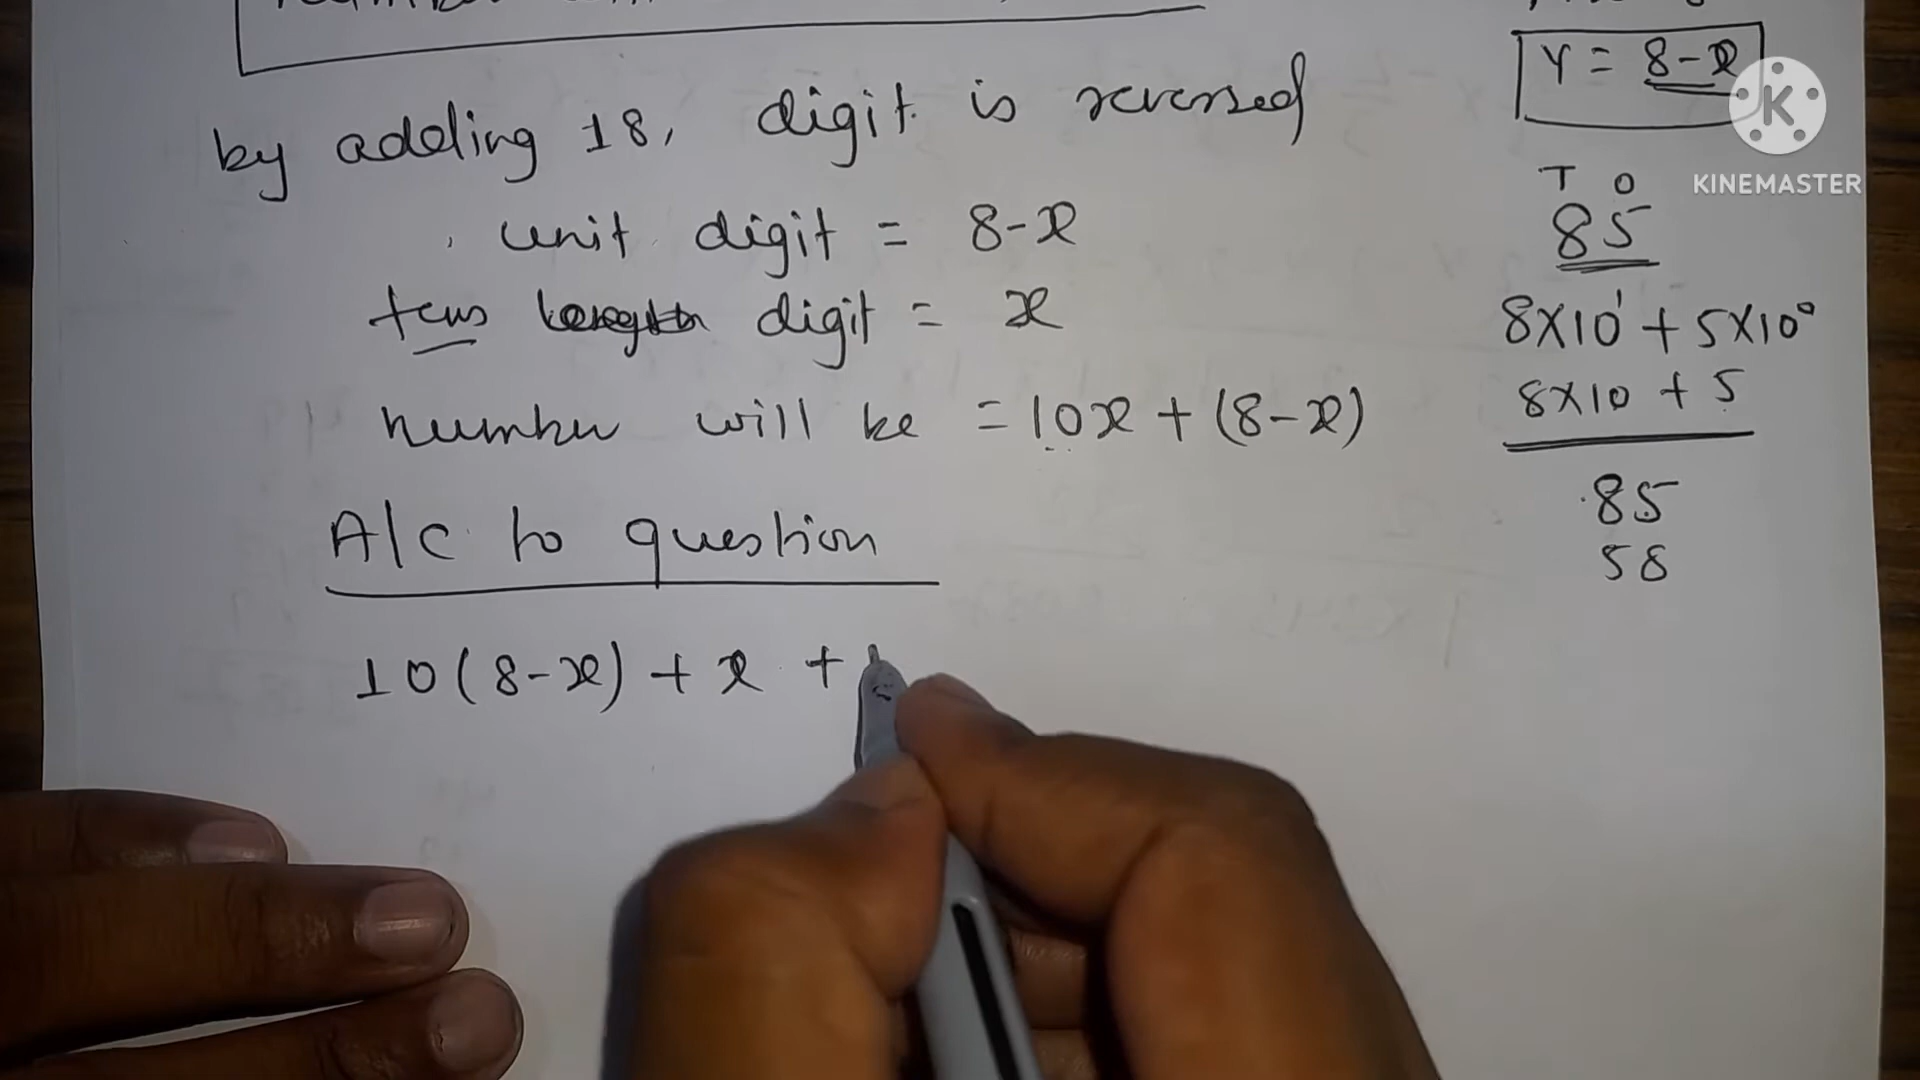 by adding 18, digit is reversed
unit digit = 8-x
tens digit = x
number will be = 10x + (8-x)
A/C to question
10(8-x) + x +
Y = 8-x
T O
85
8X10¹ + 5X10⁰
8X10 + 5
85
58
K
KINEMASTER